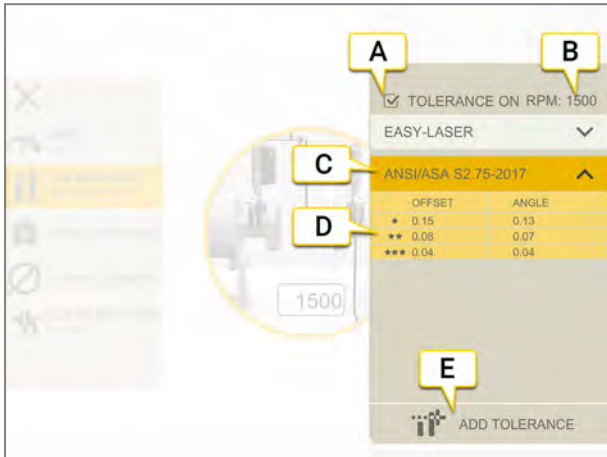 A
B
TOLERANCE ON RPM: 1500
EASY-LASER
C
ANSI/ASA S2.75-2017
OFFSET ANGLE
D
★ 0.15 0.13
★★ 0.08 0.07
★★★ 0.04 0.04
1500
E
ADD TOLERANCE